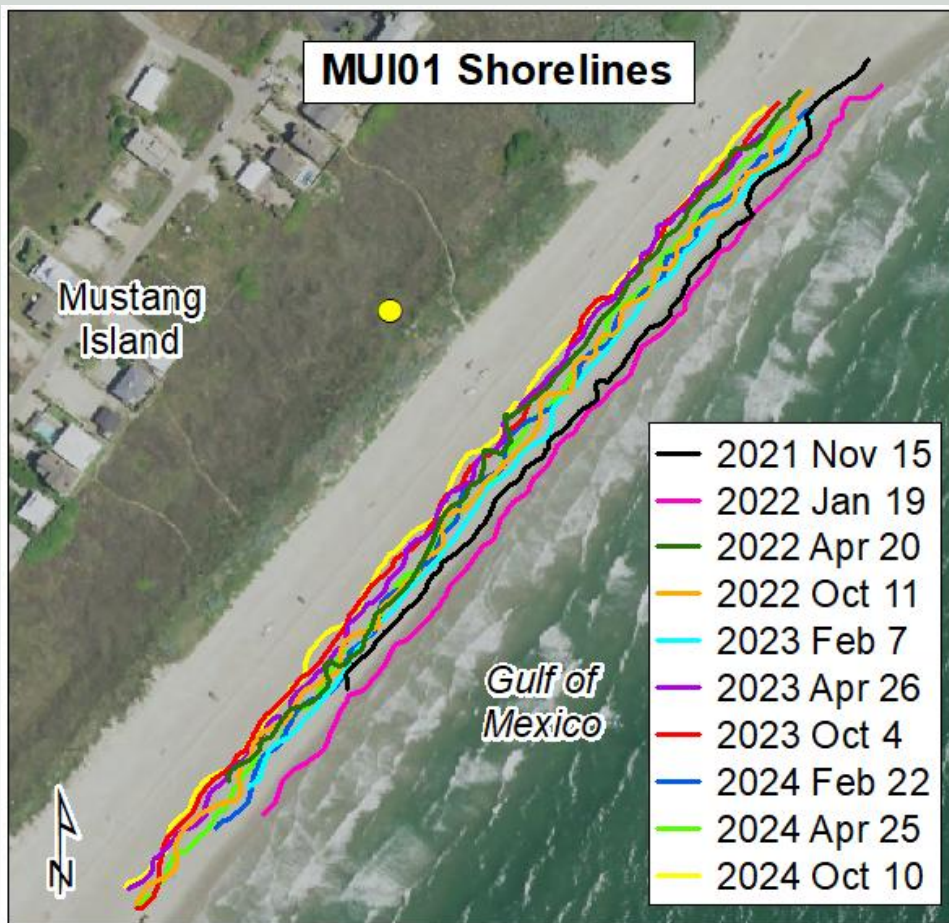 MUI01 Shorelines
Mustang
Island
Gulf of
Mexico
2021 Nov 15
2022 Jan 19
2022 Apr 20
2022 Oct 11
2023 Feb 7
2023 Apr 26
2023 Oct 4
2024 Feb 22
2024 Apr 25
2024 Oct 10
N